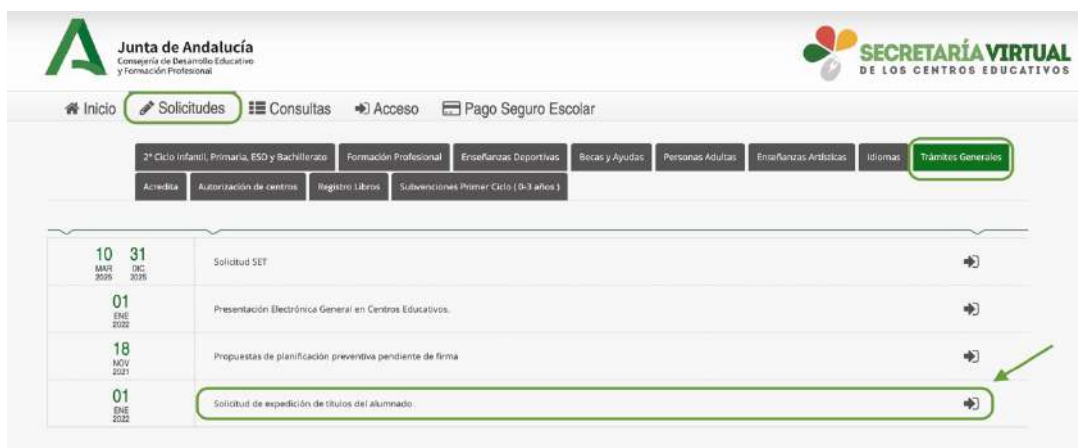 Junta de Andalucía
Consejería de Desarrollo Educativo
y Formación Profesional
SECRETARÍA VIRTUAL
DE LOS CENTROS EDUCATIVOS
Inicio Solicitudes Consultas Acceso Pago Seguro Escolar
2º Ciclo Infantil, Primaria, ESO y Bachillerato Formación Profesional Enseñanzas Deportivas Becas y Ayudas Personas Adultas Enseñanzas Artísticas Idiomas Trámites Generales
Acredita Autorización de centros Registro Libros Subvenciones Primer Ciclo ( 0-3 años )
10 31
MAR DIC
2025 2025
Solicitud SET
01
ENE
2022
Presentación Electrónica General en Centros Educativos.
18
NOV
2021
Propuestas de planificación preventiva pendiente de firma
01
ENE
2022
Solicitud de expedición de títulos del alumnado